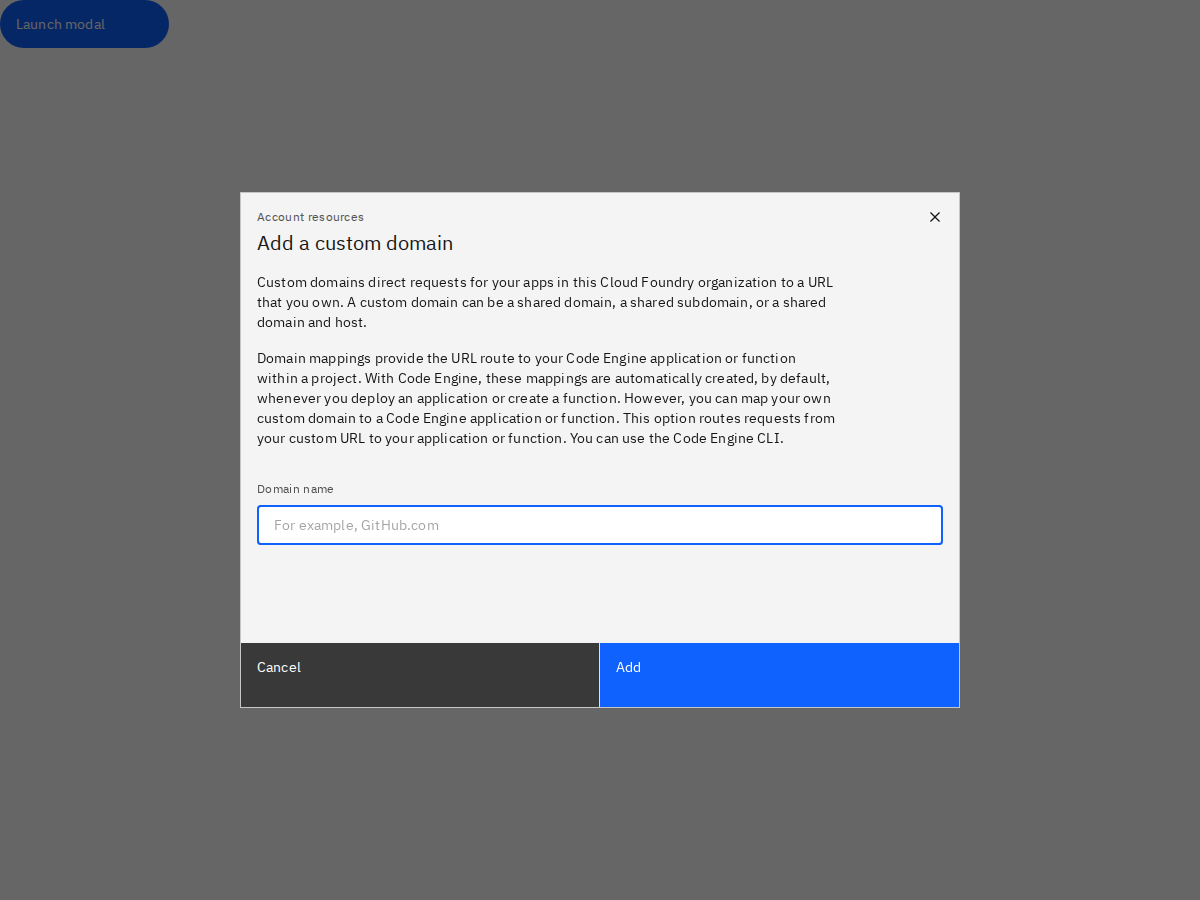 Launch modal
Account resources
Add a custom domain
Custom domains direct requests for your apps in this Cloud Foundry organization to a URL
that you own. A custom domain can be a shared domain, a shared subdomain, or a shared
domain and host.
Domain mappings provide the URL route to your Code Engine application or function
within a project. With Code Engine, these mappings are automatically created, by default,
whenever you deploy an application or create a function. However, you can map your own
custom domain to a Code Engine application or function. This option routes requests from
your custom URL to your application or function. You can use the Code Engine CLI.
Domain name
For example, GitHub.com
Cancel
Add